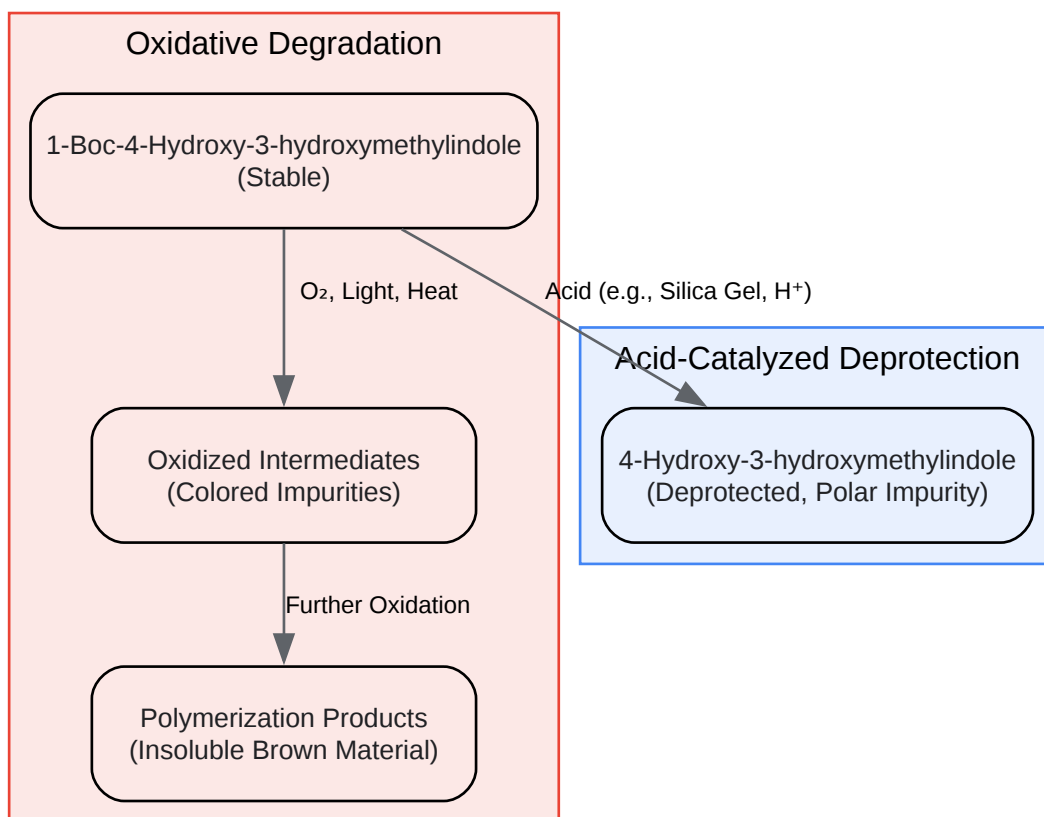 Oxidative Degradation
1-Boc-4-Hydroxy-3-hydroxymethylindole
(Stable)
O₂, Light, Heat
Acid (e.g., Silica Gel, H⁺)
Acid-Catalyzed Deprotection
Oxidized Intermediates
(Colored Impurities)
4-Hydroxy-3-hydroxymethylindole
(Deprotected, Polar Impurity)
Further Oxidation
Polymerization Products
(Insoluble Brown Material)